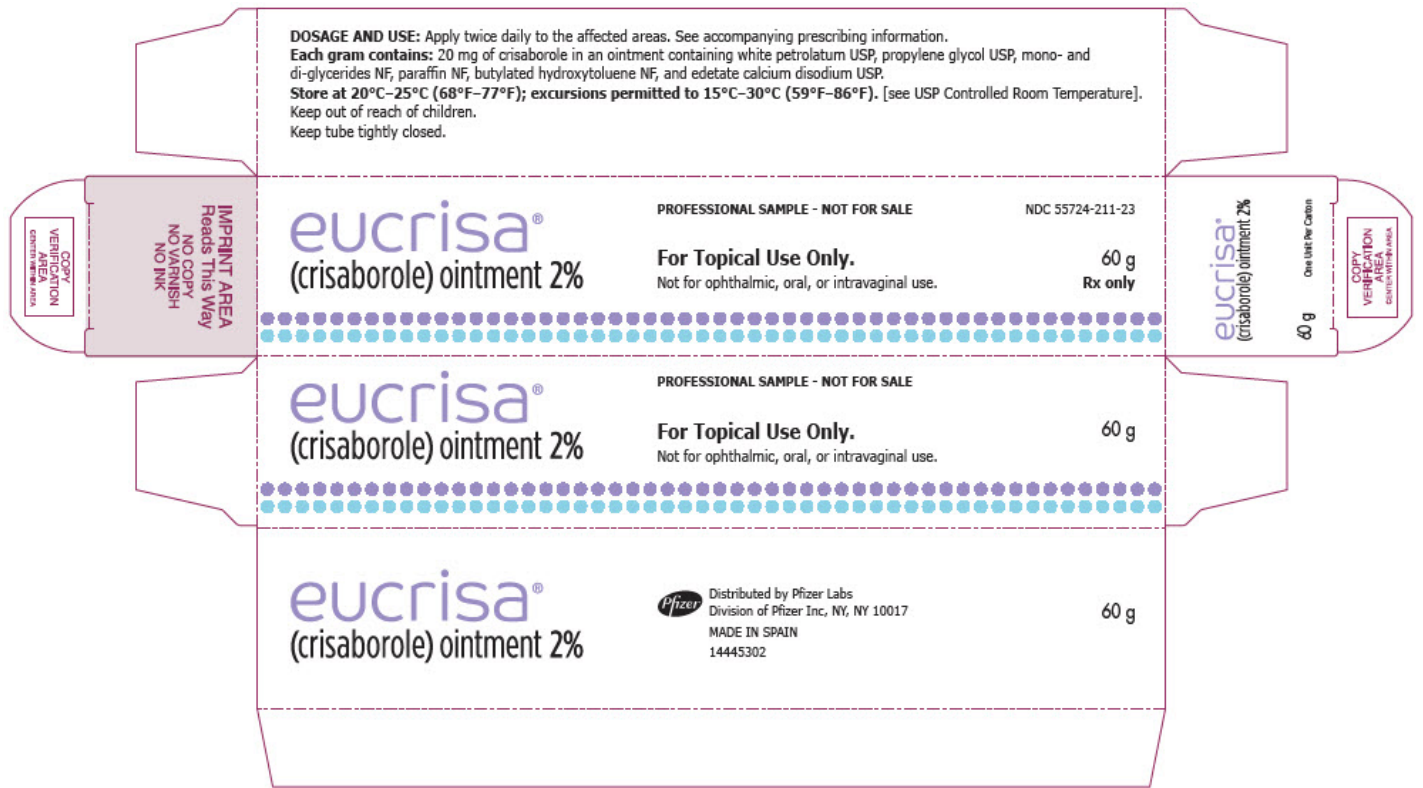 DOSAGE AND USE: Apply twice daily to the affected areas. See accompanying prescribing information.
Each gram contains: 20 mg of crisaborole in an ointment containing white petrolatum USP, propylene glycol USP, mono- and
di-glycerides NF, paraffin NF, butylated hydroxytoluene NF, and edetate calcium disodium USP.
Store at 20°C–25°C (68°F–77°F); excursions permitted to 15°C–30°C (59°F–86°F). [see USP Controlled Room Temperature].
Keep out of reach of children.
Keep tube tightly closed.
COPY
VERIFICATION
AREA
CENTER WITHIN AREA
IMPRINT AREA
Reads This Way
NO COPY
NO VARNISH
NO INK
eucrisa®
(crisaborole) ointment 2%
PROFESSIONAL SAMPLE - NOT FOR SALE
NDC 55724-211-23
For Topical Use Only.
60 g
Not for ophthalmic, oral, or intravaginal use.
Rx only
eucrisa®
(crisaborole) ointment 2%
60 g
One Unit Per Carton
COPY
VERIFICATION
AREA
CENTER WITHIN AREA
eucrisa®
(crisaborole) ointment 2%
PROFESSIONAL SAMPLE - NOT FOR SALE
For Topical Use Only.
60 g
Not for ophthalmic, oral, or intravaginal use.
eucrisa®
(crisaborole) ointment 2%
Pfizer
Distributed by Pfizer Labs
Division of Pfizer Inc, NY, NY 10017
MADE IN SPAIN
14445302
60 g